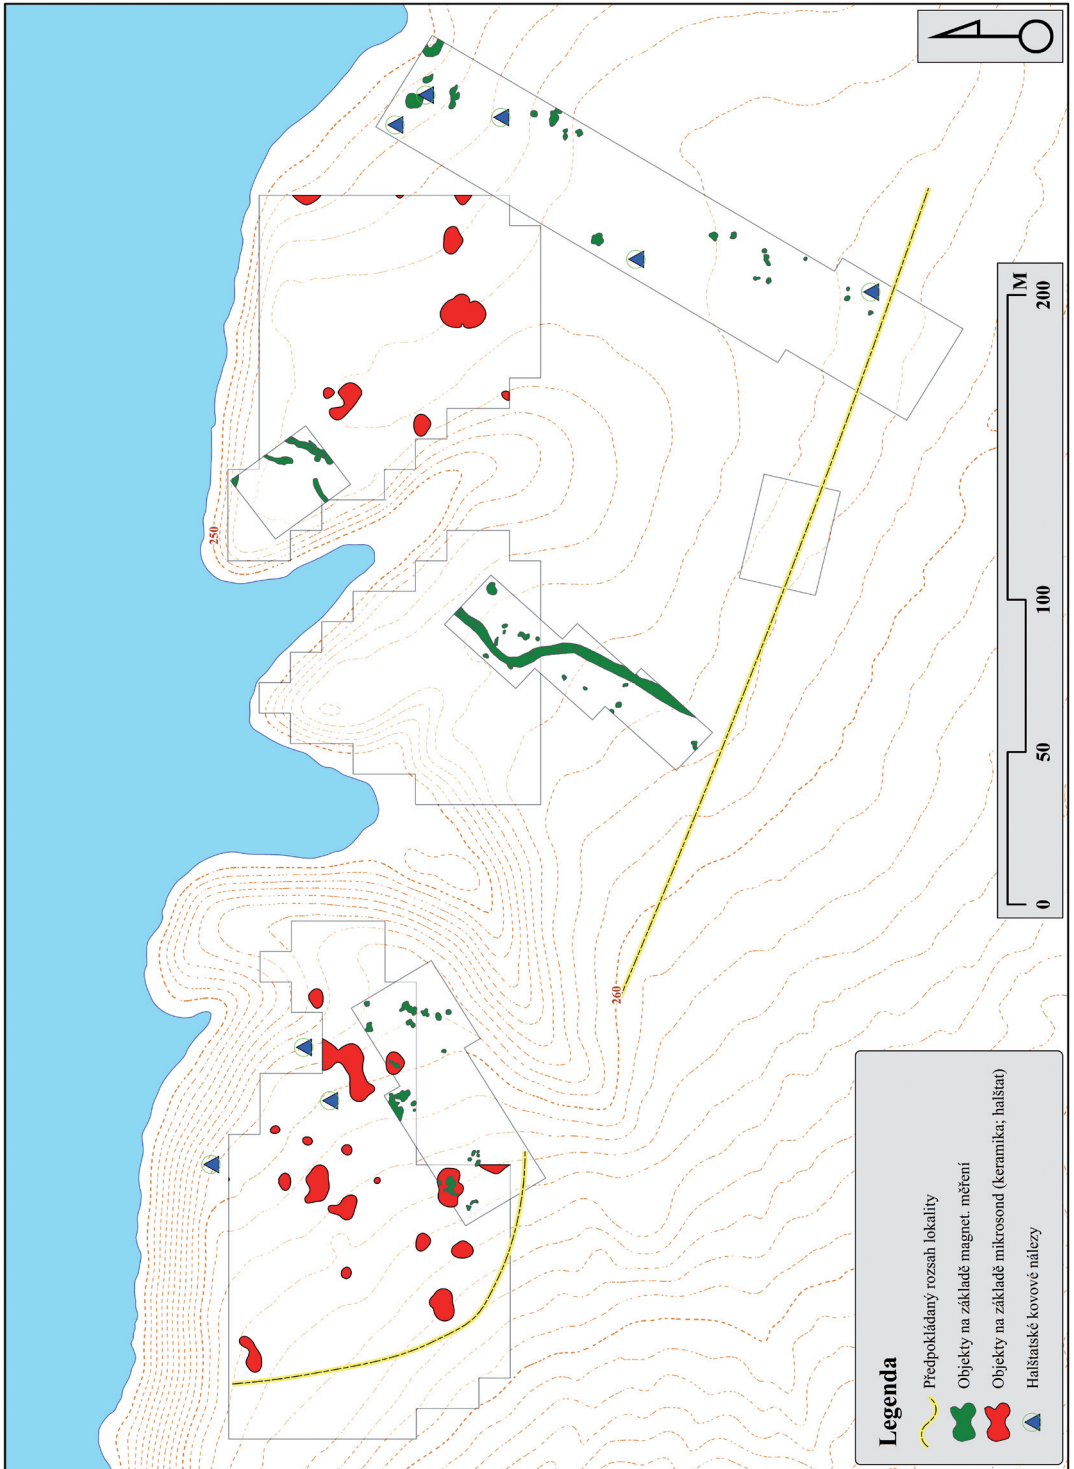 250
260
M
0
50
100
200
Legenda
Předpokládaný rozsah lokality
Objekty na základě magnet. měření
Objekty na základě mikrosond (keramika; halštat)
Halštatské kovové nálezy